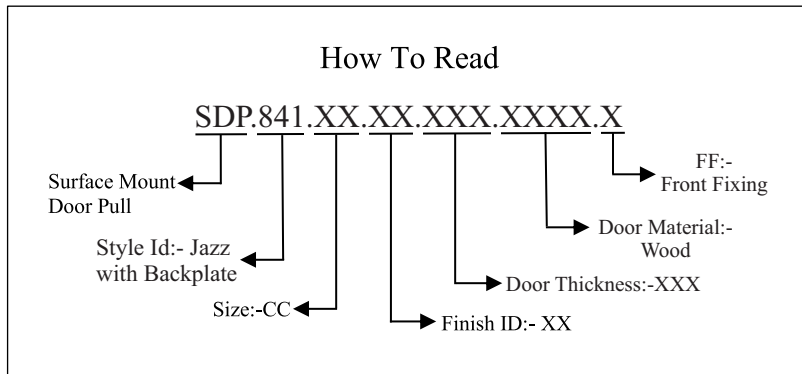 How To Read
SDP.841.XX.XX.XXX.XXXX.X
FF:-
Front Fixing
Surface Mount
Door Pull
Door Material:-
Wood
Style Id:- Jazz
with Backplate
Door Thickness:-XXX
Size:-CC
Finish ID:- XX